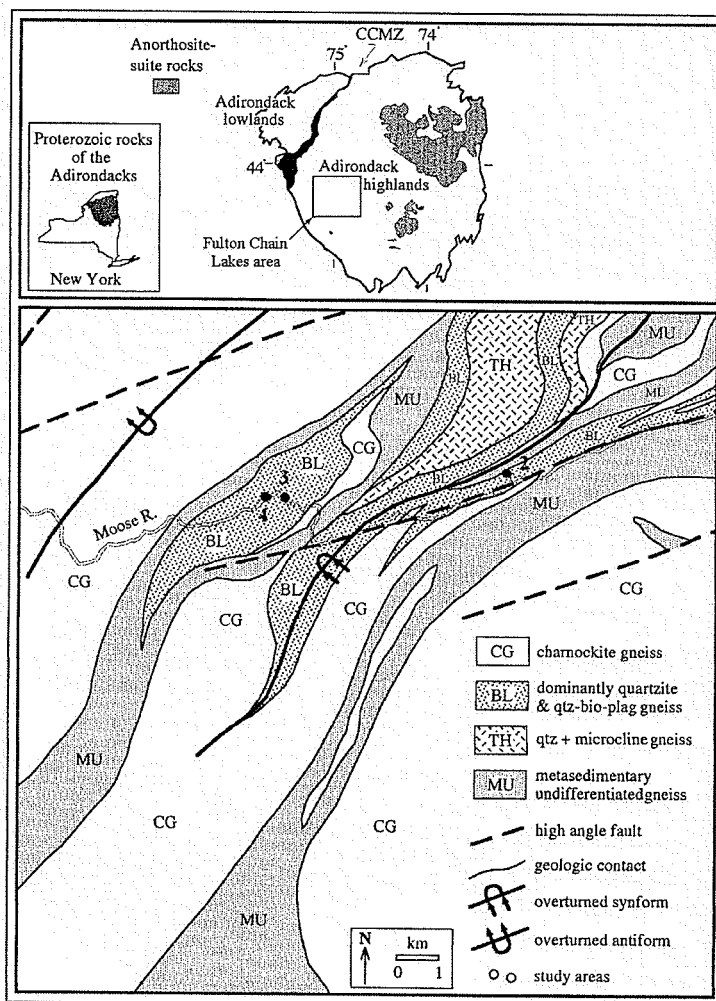 CCMZ
75°
74°
Anorthosite-
suite rocks
Adirondack
lowlands
Proterozoic rocks
of the
Adirondacks
44°
Adirondack
highlands
Fulton Chain
Lakes area
New York
TH
MU
BL
TH
BL
CG
MU
MU
CG
BL
BL
2
BL
3
Moose R.
4
MU
BL
CG
CG
BL
CG
CG
CG
charnockite gneiss
BL
dominantly quartzite
& qtz-bio-plag gneiss
TH
qtz + microcline gneiss
MU
MU
metasedimentary
undifferentiated gneiss
CG
CG
high angle fault
geologic contact
overturned synform
MU
N
km
0 1
overturned antiform
study areas